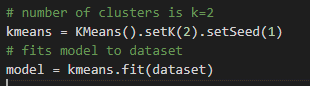 # number of clusters is k=2
kmeans = KMeans().setK(2).setSeed(1)
# fits model to dataset
model = kmeans.fit(dataset)